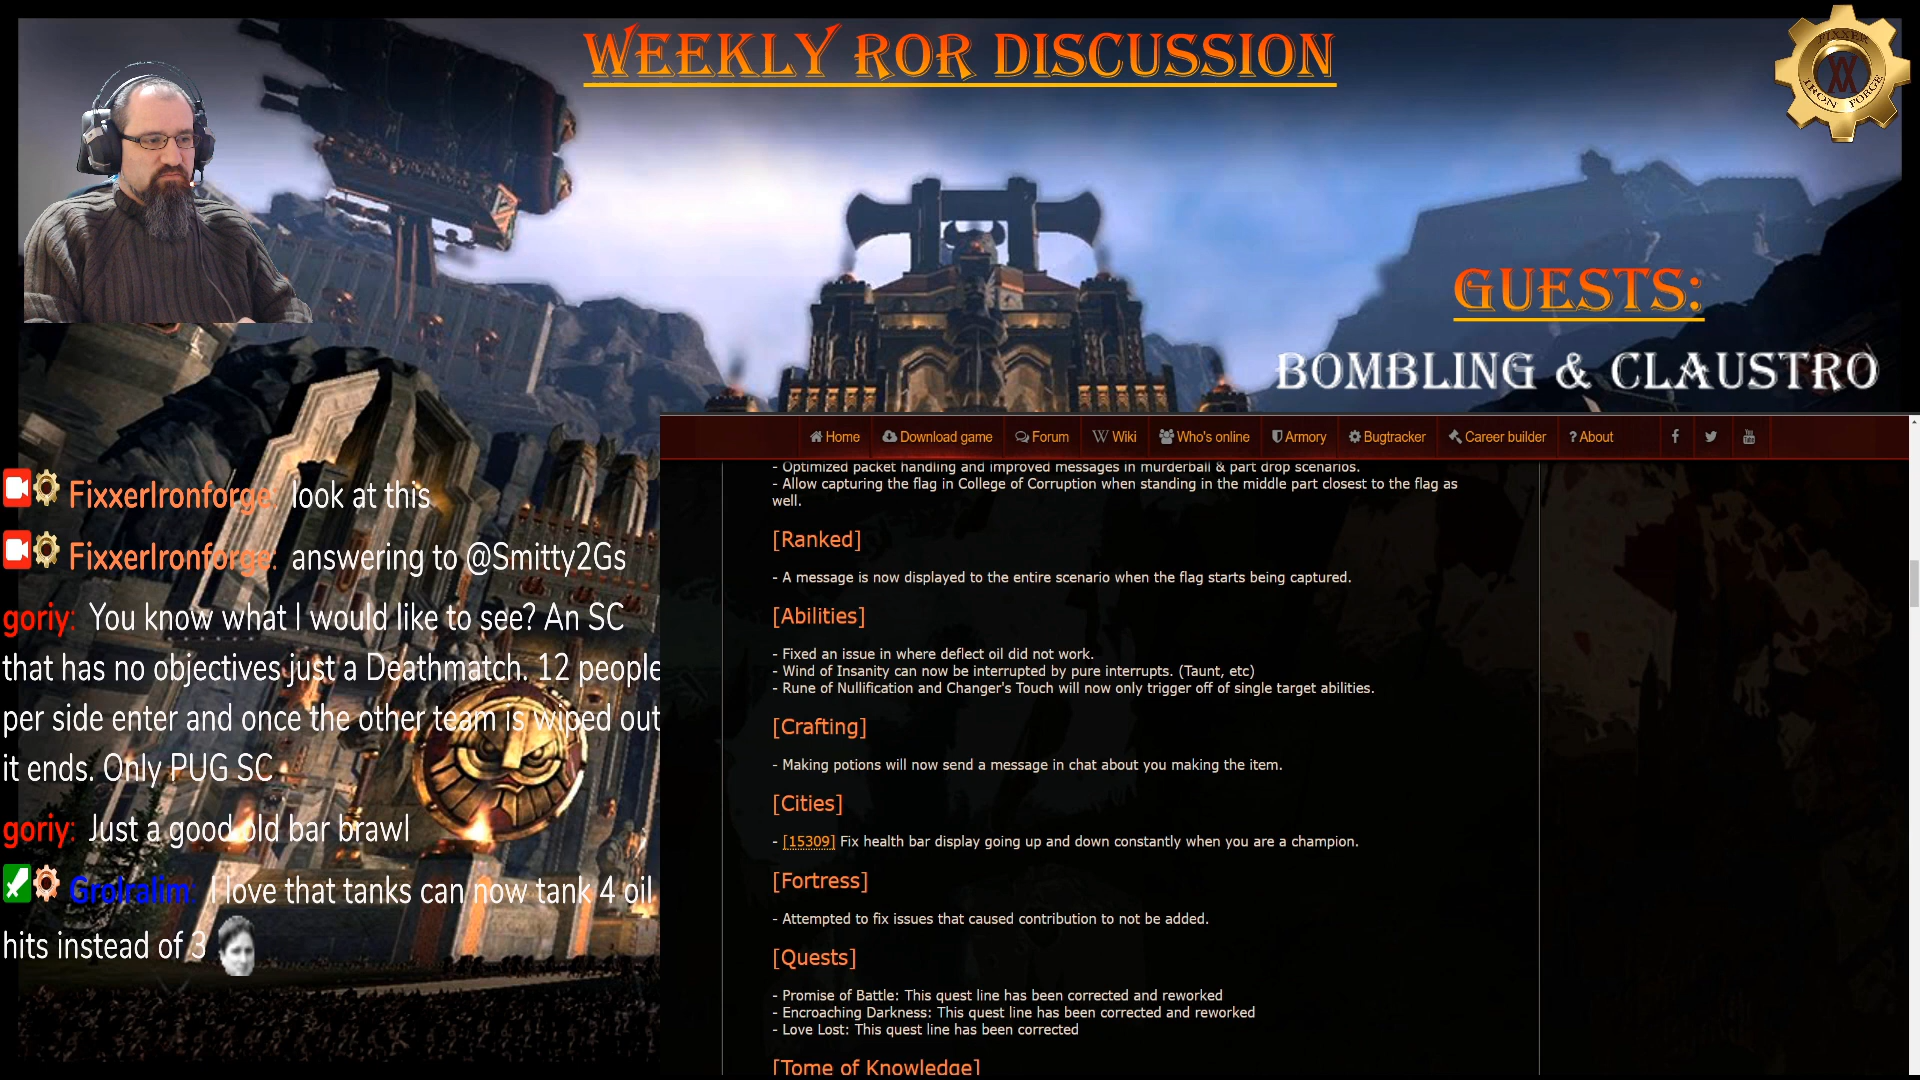 WEEKLY ROR DISCUSSION
FIXXER
IRON FORGE
GUESTS:
BOMBLING & CLAUSTRO
Home Download game Forum Wiki Who's online Armory Bugtracker Career builder ? About
- Optimized packet handling and improved messages in murderball & part drop scenarios.
- Allow capturing the flag in College of Corruption when standing in the middle part closest to the flag as
well.
[Ranked]
- A message is now displayed to the entire scenario when the flag starts being captured.
[Abilities]
- Fixed an issue in where deflect oil did not work.
- Wind of Insanity can now be interrupted by pure interrupts. (Taunt, etc)
- Rune of Nullification and Changer's Touch will now only trigger off of single target abilities.
[Crafting]
- Making potions will now send a message in chat about you making the item.
[Cities]
- [15309] Fix health bar display going up and down constantly when you are a champion.
[Fortress]
- Attempted to fix issues that caused contribution to not be added.
[Quests]
- Promise of Battle: This quest line has been corrected and reworked
- Encroaching Darkness: This quest line has been corrected and reworked
- Love Lost: This quest line has been corrected
[Tome of Knowledge]
FixxerIronforge: look at this
FixxerIronforge: answering to @Smitty2Gs
goriy: You know what I would like to see? An SC
that has no objectives just a Deathmatch. 12 people
per side enter and once the other team is wiped out
it ends. Only PUG SC
goriy: Just a good old bar brawl
Grolralim: I love that tanks can now tank 4 oil
hits instead of 3